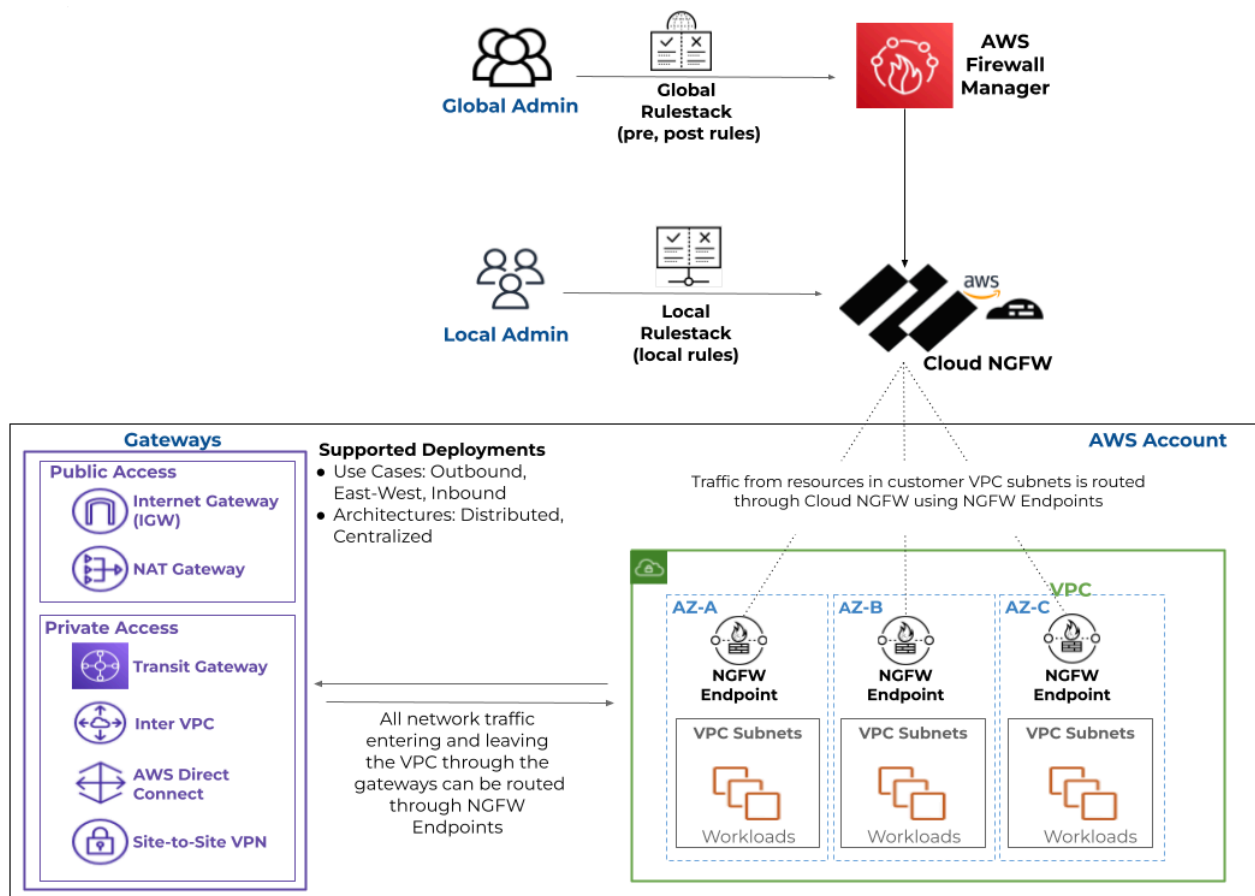 Global Admin
Global
Rulestack
(pre, post rules)
AWS
Firewall
Manager
Local Admin
Local
Rulestack
(local rules)
aws
Cloud NGFW
Gateways
AWS Account
Public Access
Internet Gateway
(IGW)
NAT Gateway
Private Access
Transit Gateway
Inter VPC
AWS Direct
Connect
Site-to-Site VPN
Supported Deployments
● Use Cases: Outbound,
East-West, Inbound
● Architectures: Distributed,
Centralized
Traffic from resources in customer VPC subnets is routed
through Cloud NGFW using NGFW Endpoints
All network traffic
entering and leaving
the VPC through the
gateways can be routed
through NGFW
Endpoints
VPC
AZ-A
NGFW
Endpoint
VPC Subnets
Workloads
AZ-B
NGFW
Endpoint
VPC Subnets
Workloads
AZ-C
NGFW
Endpoint
VPC Subnets
Workloads